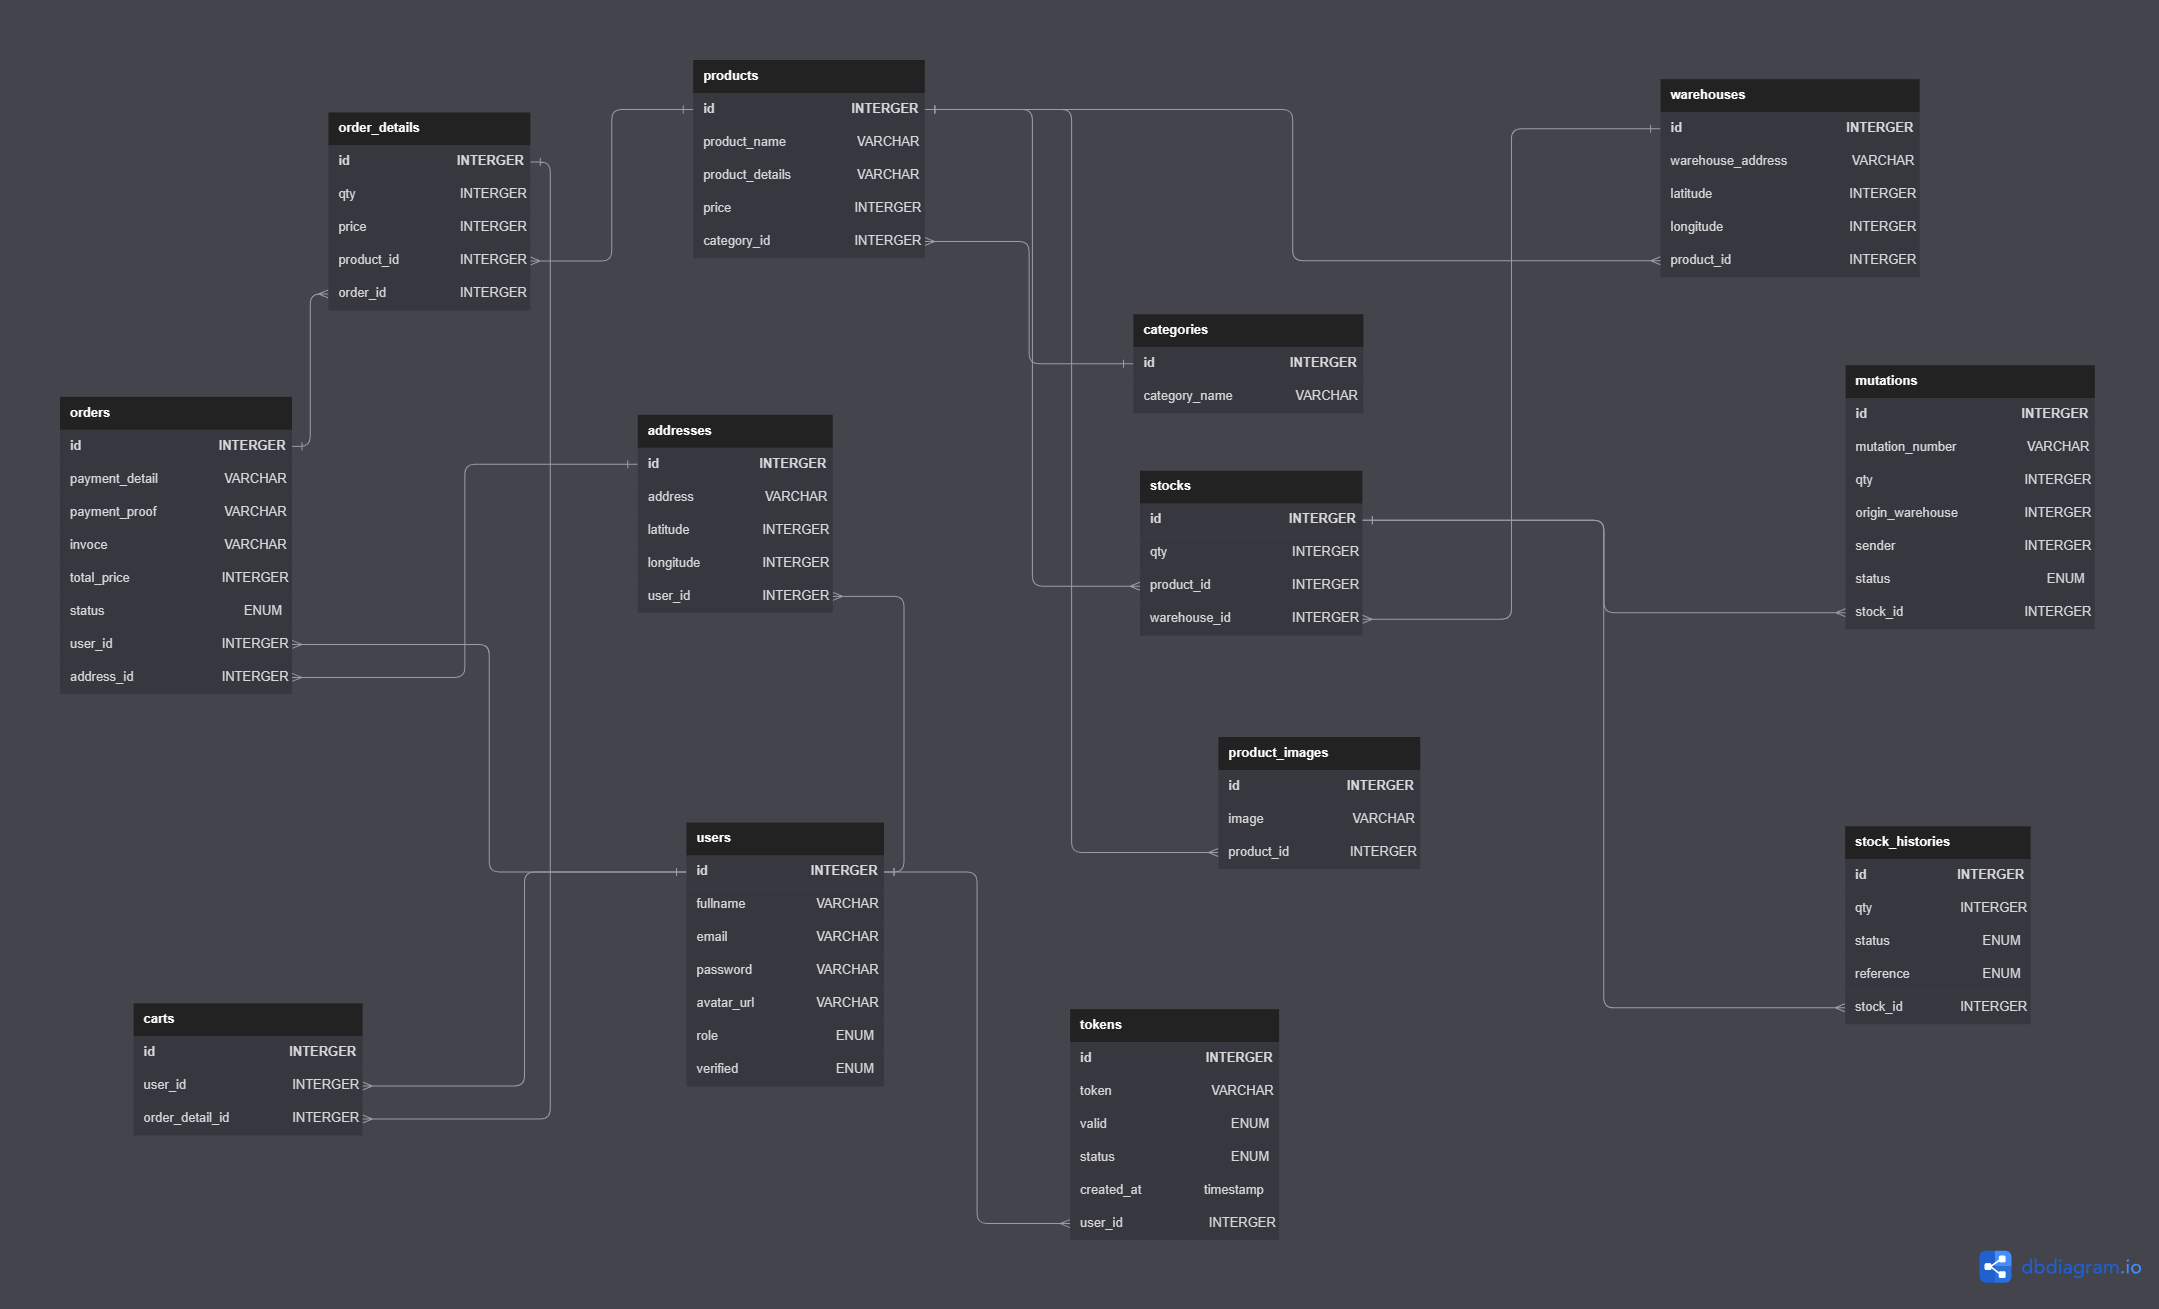 products
id INTERGER
product_name VARCHAR
product_details VARCHAR
price INTERGER
category_id INTERGER
warehouses
id INTERGER
warehouse_address VARCHAR
latitude INTERGER
longitude INTERGER
product_id INTERGER
order_details
id INTERGER
qty INTERGER
price INTERGER
product_id INTERGER
order_id INTERGER
categories
id INTERGER
category_name VARCHAR
mutations
id INTERGER
mutation_number VARCHAR
qty INTERGER
origin_warehouse INTERGER
sender INTERGER
status ENUM
stock_id INTERGER
orders
id INTERGER
payment_detail VARCHAR
payment_proof VARCHAR
invoce VARCHAR
total_price INTERGER
status ENUM
user_id INTERGER
address_id INTERGER
addresses
id INTERGER
address VARCHAR
latitude INTERGER
longitude INTERGER
user_id INTERGER
stocks
id INTERGER
qty INTERGER
product_id INTERGER
warehouse_id INTERGER
product_images
id INTERGER
image VARCHAR
product_id INTERGER
users
id INTERGER
fullname VARCHAR
email VARCHAR
password VARCHAR
avatar_url VARCHAR
role ENUM
verified ENUM
stock_histories
id INTERGER
qty INTERGER
status ENUM
reference ENUM
stock_id INTERGER
carts
id INTERGER
user_id INTERGER
order_detail_id INTERGER
tokens
id INTERGER
token VARCHAR
valid ENUM
status ENUM
created_at timestamp
user_id INTERGER
dbdiagram.io